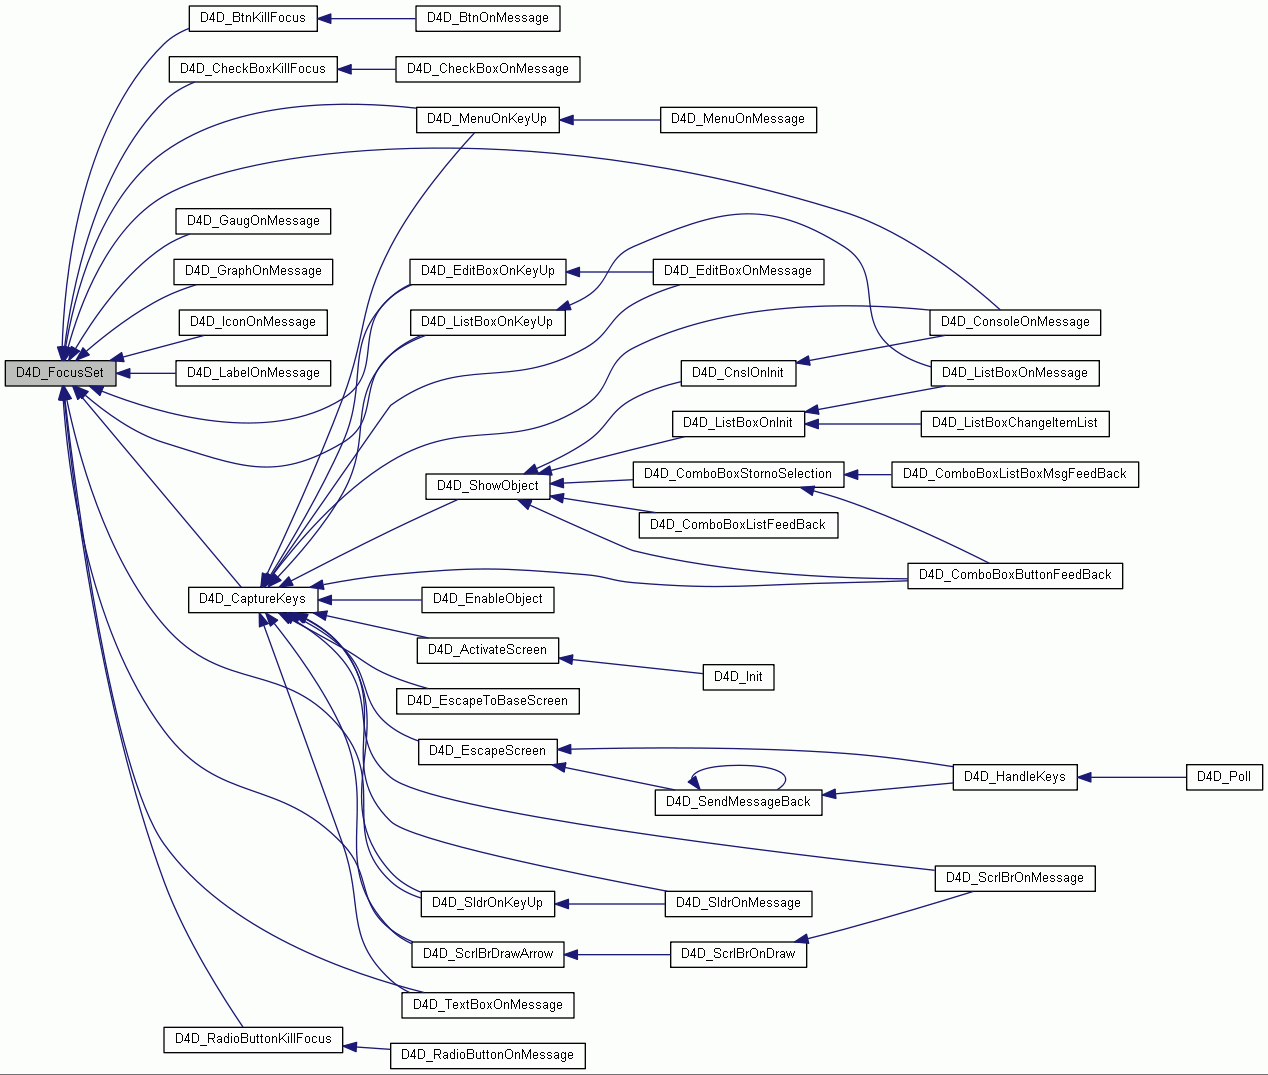 D4D_BtnKillFocus
D4D_BtnOnMessage
D4D_CheckBoxKillFocus
D4D_CheckBoxOnMessage
D4D_MenuOnKeyUp
D4D_MenuOnMessage
D4D_GaugOnMessage
D4D_GraphOnMessage
D4D_EditBoxOnKeyUp
D4D_EditBoxOnMessage
D4D_IconOnMessage
D4D_ListBoxOnKeyUp
D4D_ConsoleOnMessage
D4D_FocusSet
D4D_LabelOnMessage
D4D_CnslOnInit
D4D_ListBoxOnMessage
D4D_ListBoxOnInit
D4D_ListBoxChangeItemList
D4D_ShowObject
D4D_ComboBoxStornoSelection
D4D_ComboBoxListBoxMsgFeedBack
D4D_ComboBoxListFeedBack
D4D_ComboBoxButtonFeedBack
D4D_CaptureKeys
D4D_EnableObject
D4D_ActivateScreen
D4D_Init
D4D_EscapeToBaseScreen
D4D_EscapeScreen
D4D_HandleKeys
D4D_Poll
D4D_SendMessageBack
D4D_ScrlBrOnMessage
D4D_SldrOnKeyUp
D4D_SldrOnMessage
D4D_ScrlBrDrawArrow
D4D_ScrlBrOnDraw
D4D_TextBoxOnMessage
D4D_RadioButtonKillFocus
D4D_RadioButtonOnMessage